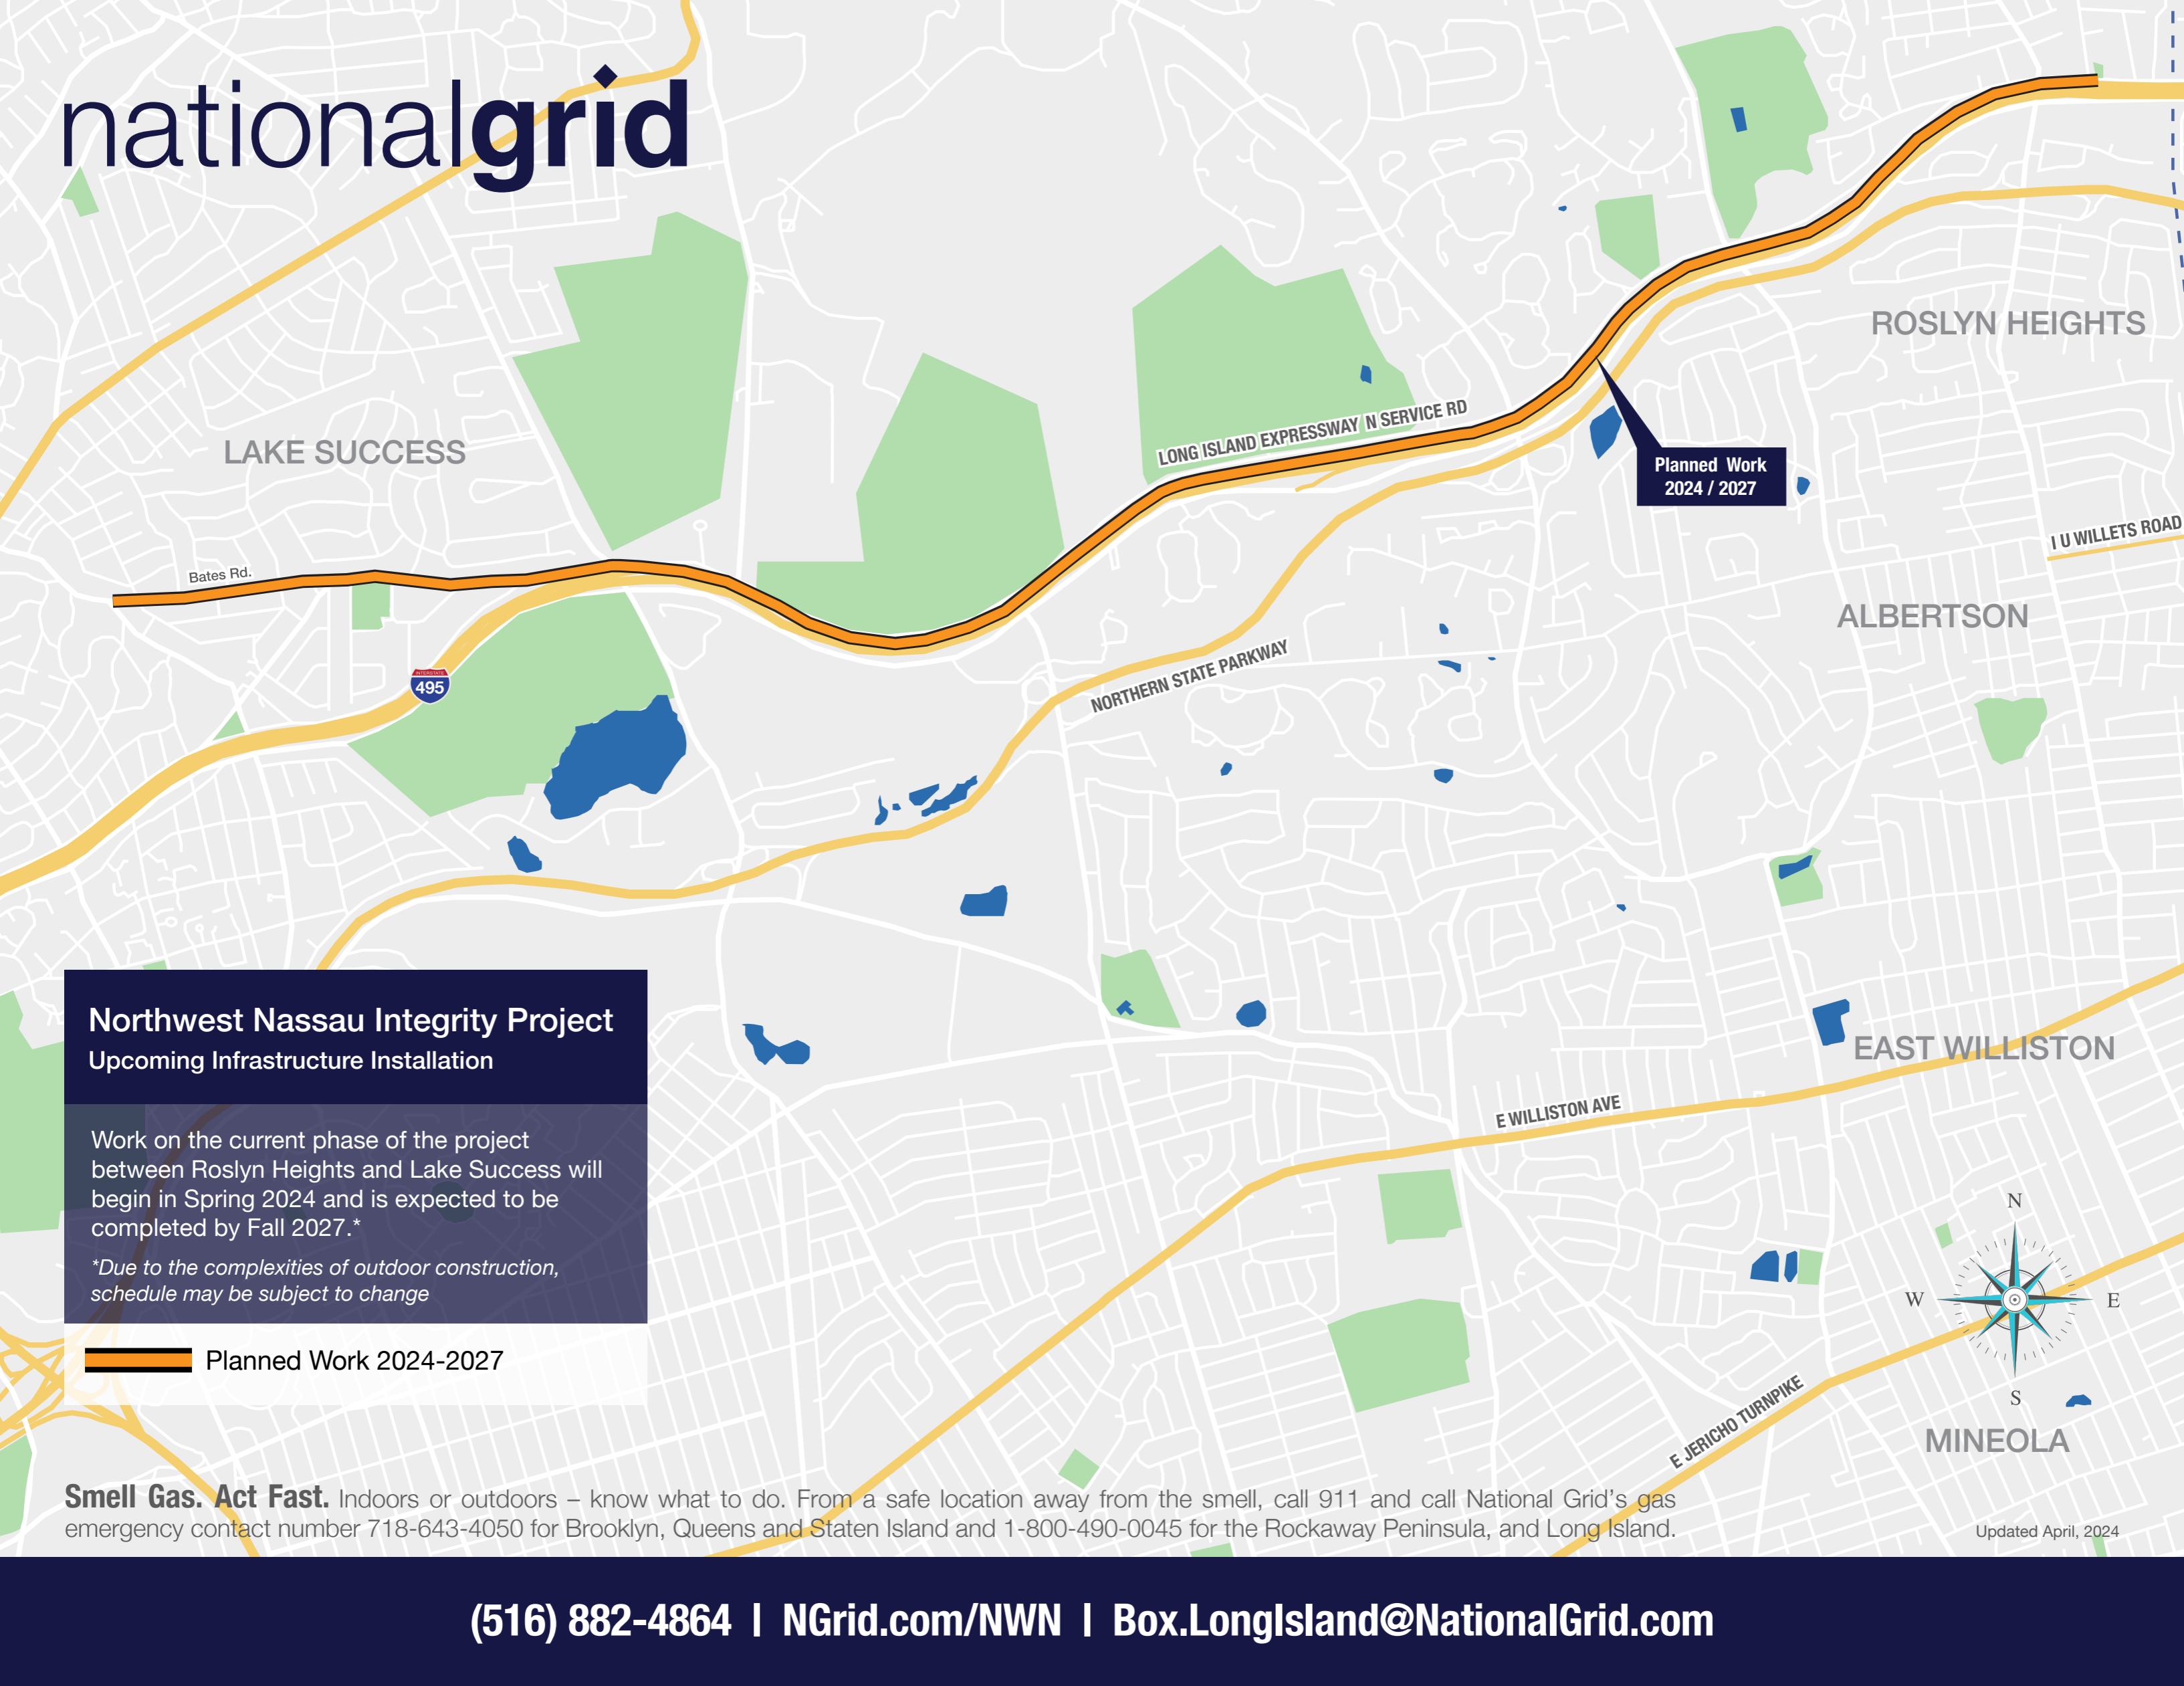 nationalgrid
ROSLYN HEIGHTS
LONG ISLAND EXPRESSWAY N SERVICE RD
LAKE SUCCESS
Planned Work
2024 / 2027
I U WILLETS ROAD
Bates Rd.
ALBERTSON
INTERSTATE
495
NORTHERN STATE PARKWAY
Northwest Nassau Integrity Project
Upcoming Infrastructure Installation
EAST WILLISTON
E WILLISTON AVE
Work on the current phase of the project
between Roslyn Heights and Lake Success will
begin in Spring 2024 and is expected to be
completed by Fall 2027.*
*Due to the complexities of outdoor construction,
schedule may be subject to change
N
W
E
S
Planned Work 2024-2027
E JERICHO TURNPIKE
MINEOLA
Smell Gas. Act Fast. Indoors or outdoors – know what to do. From a safe location away from the smell, call 911 and call National Grid’s gas
emergency contact number 718-643-4050 for Brooklyn, Queens and Staten Island and 1-800-490-0045 for the Rockaway Peninsula, and Long Island.
Updated April, 2024
(516) 882-4864 | NGrid.com/NWN | Box.LongIsland@NationalGrid.com